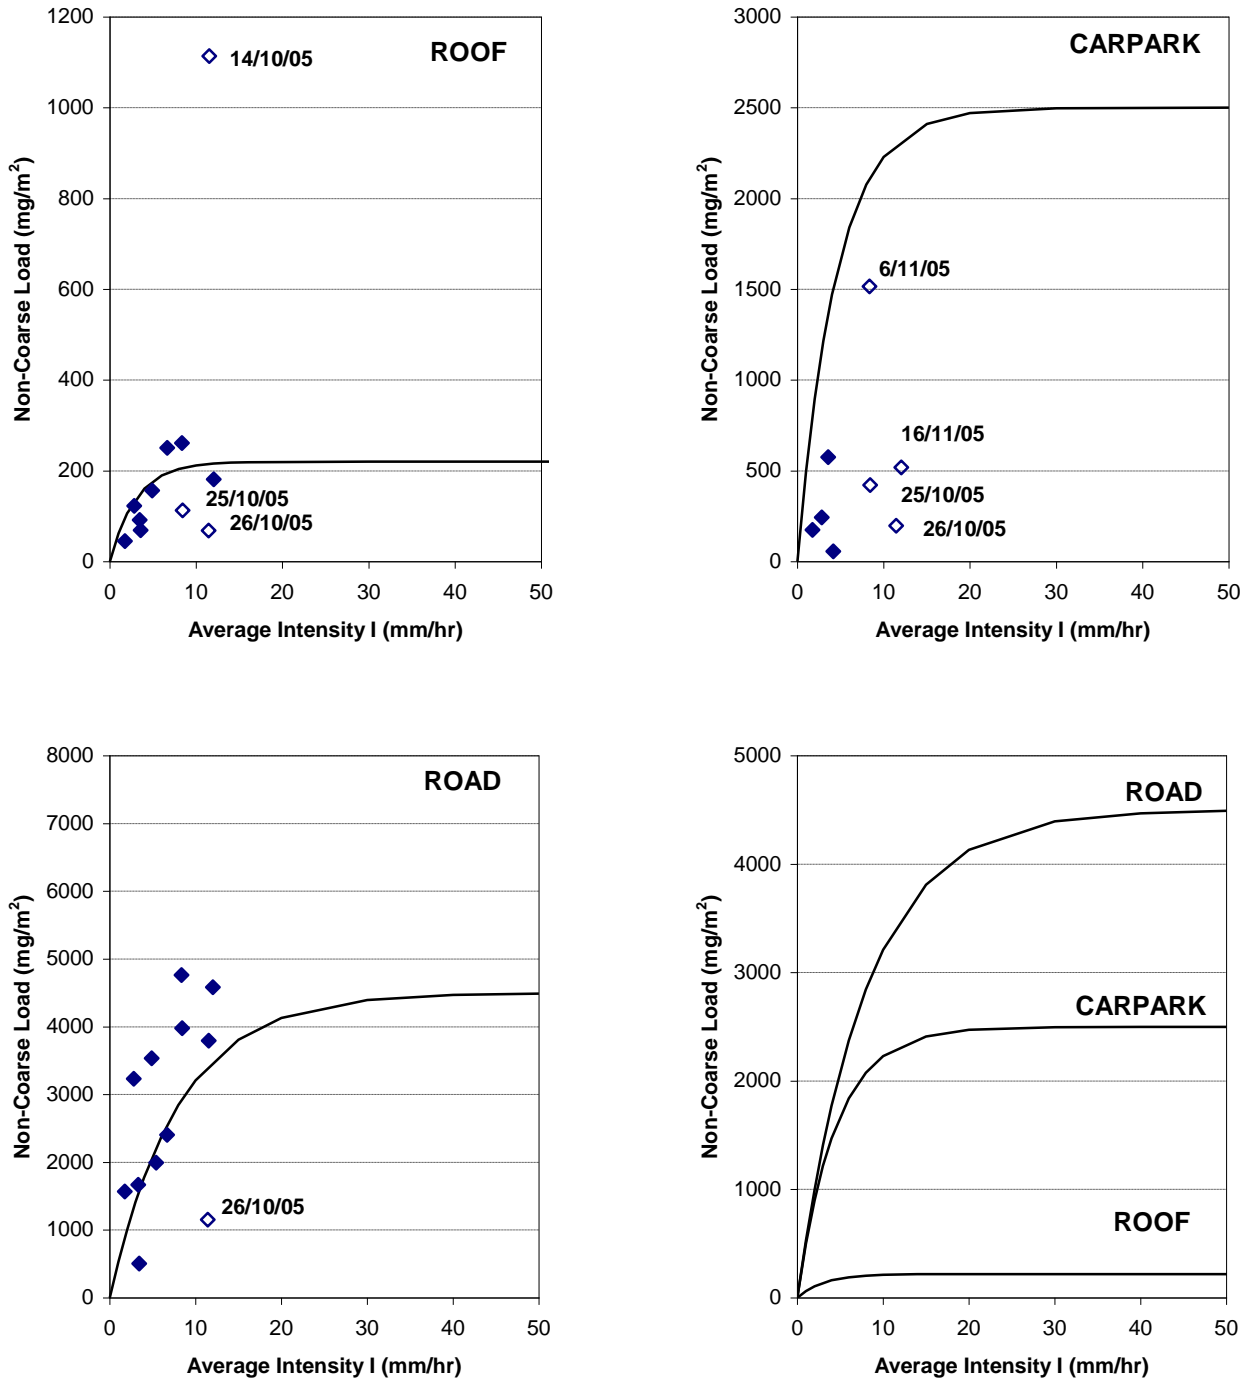 ROOF
1200
1000
800
600
400
200
0
14/10/05
25/10/05
26/10/05
0 10 20 30 40 50
Non-Coarse Load (mg/m²)
Average Intensity I (mm/hr)
CARPARK
3000
2500
2000
1500
1000
500
0
6/11/05
16/11/05
25/10/05
26/10/05
0 10 20 30 40 50
Non-Coarse Load (mg/m²)
Average Intensity I (mm/hr)
ROAD
8000
7000
6000
5000
4000
3000
2000
1000
0
26/10/05
0 10 20 30 40 50
Non-Coarse Load (mg/m²)
Average Intensity I (mm/hr)
5000
4000
3000
2000
1000
0
ROAD
CARPARK
ROOF
0 10 20 30 40 50
Non-Coarse Load (mg/m²)
Average Intensity I (mm/hr)